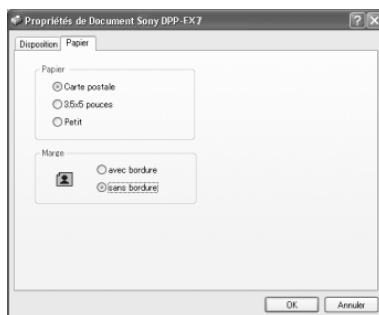 Propriétés de Document Sony DPP-EX7
Disposition Papier
Papier
Carte postale
3.5x5 pouces
Petit
Marge
avec bordure
sans bordure
OK Annuler